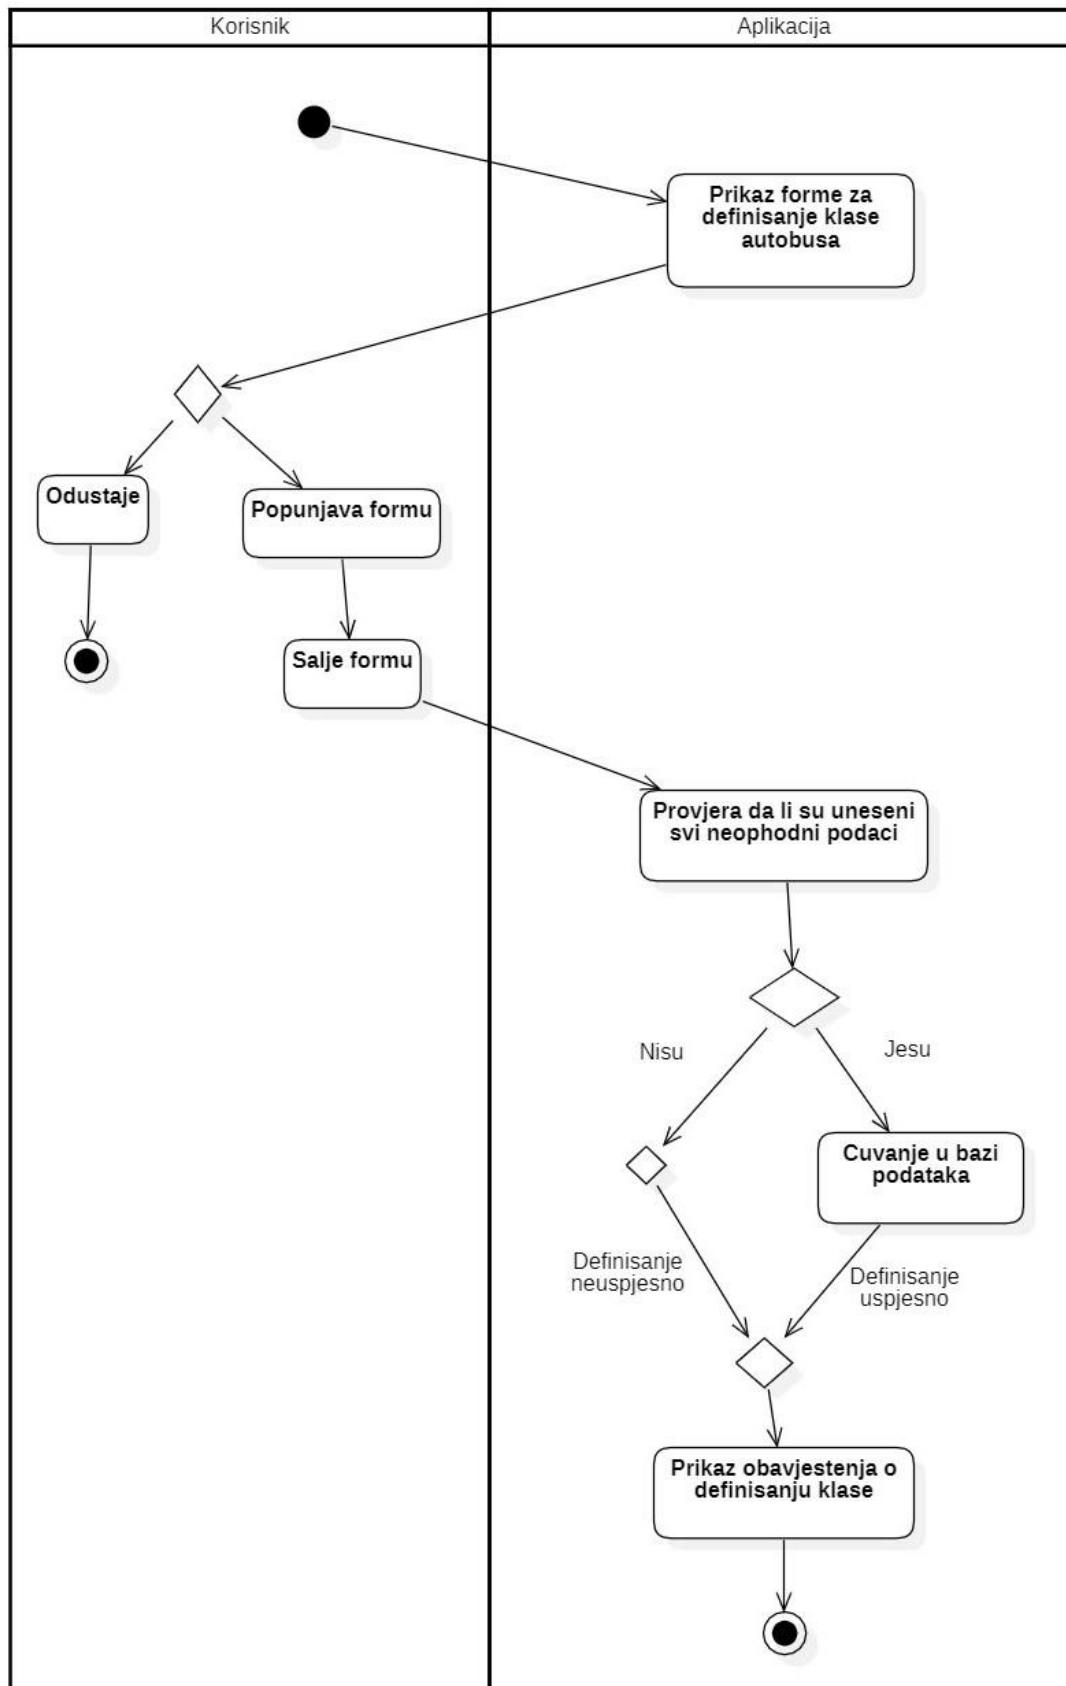 Korisnik
Aplikacija
Prikaz forme za
definisanje klase
autobusa
Odustaje
Popunjava formu
Salje formu
Provjera da li su uneseni
svi neophodni podaci
Nisu
Jesu
Cuvanje u bazi
podataka
Definisanje
neuspjesno
Definisanje
uspjesno
Prikaz obavjestenja o
definisanju klase